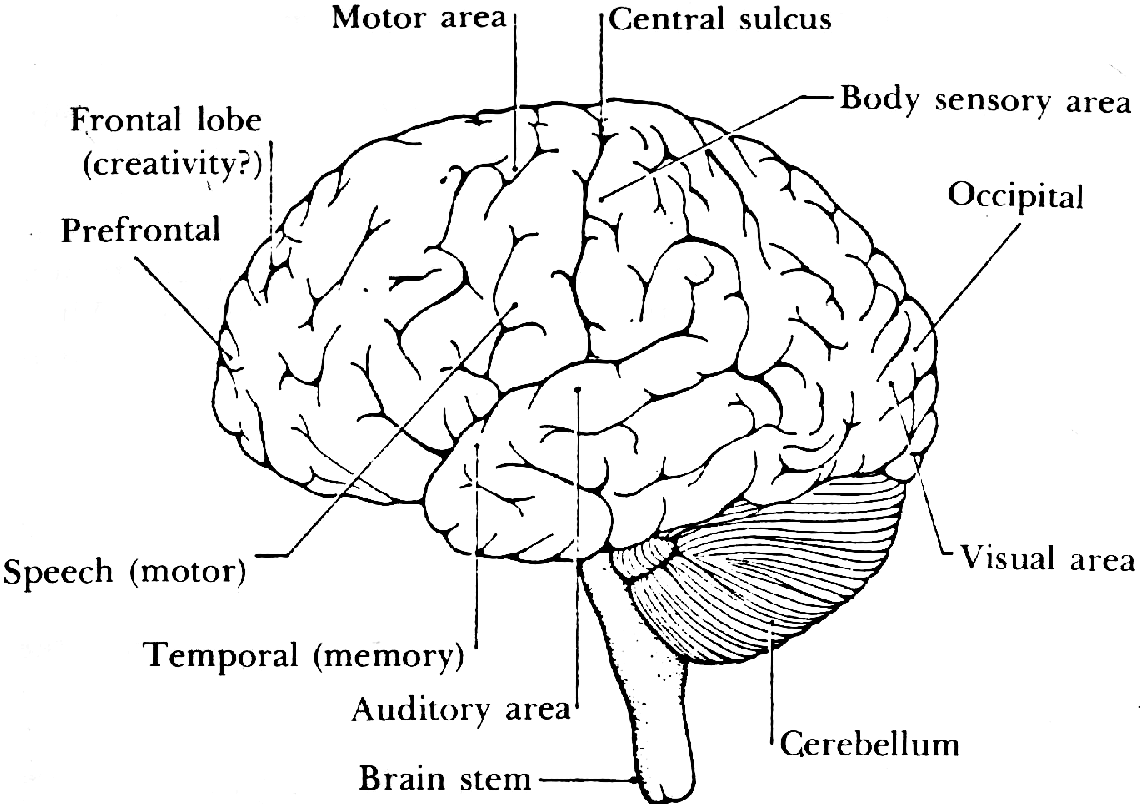 Motor area
Central sulcus
Body sensory area
Frontal lobe
(creativity?)
Occipital
Prefrontal
Speech (motor)
Visual area
Temporal (memory)
Auditory area
Cerebellum
Brain stem